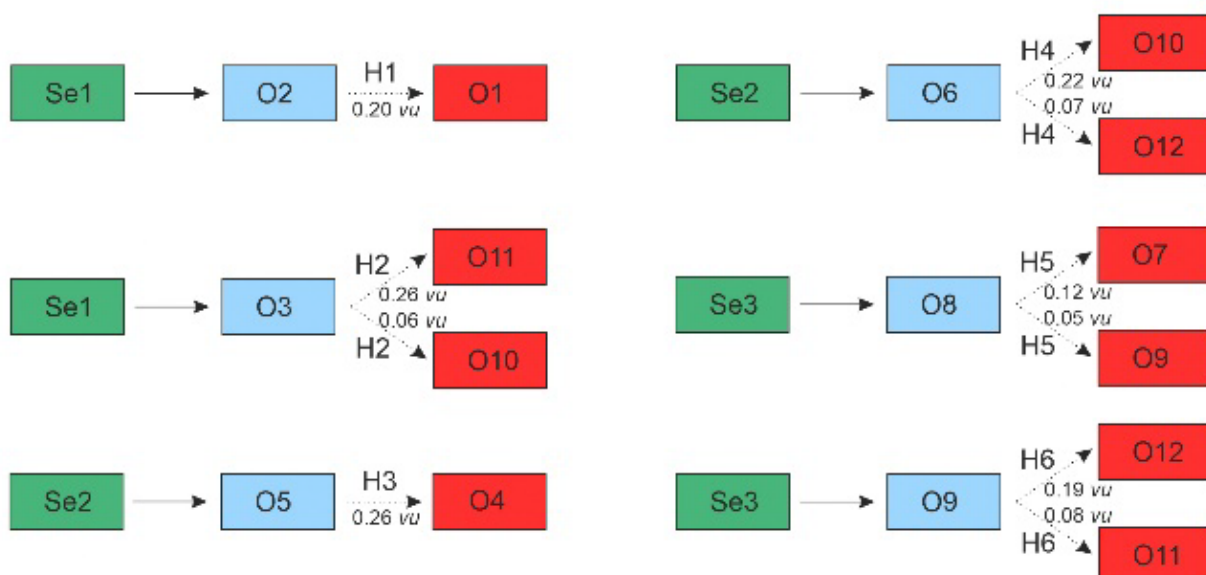 Se1
O2
H1
0.20 vu
O1
Se1
O3
H2
0.26 vu
0.06 vu
H2
O11
O10
Se2
O5
H3
0.26 vu
O4
Se2
O6
H4
0.22 vu
0.07 vu
H4
O10
O12
Se3
O8
H5
0.12 vu
0.05 vu
H5
O7
O9
Se3
O9
H6
0.19 vu
0.08 vu
H6
O12
O11